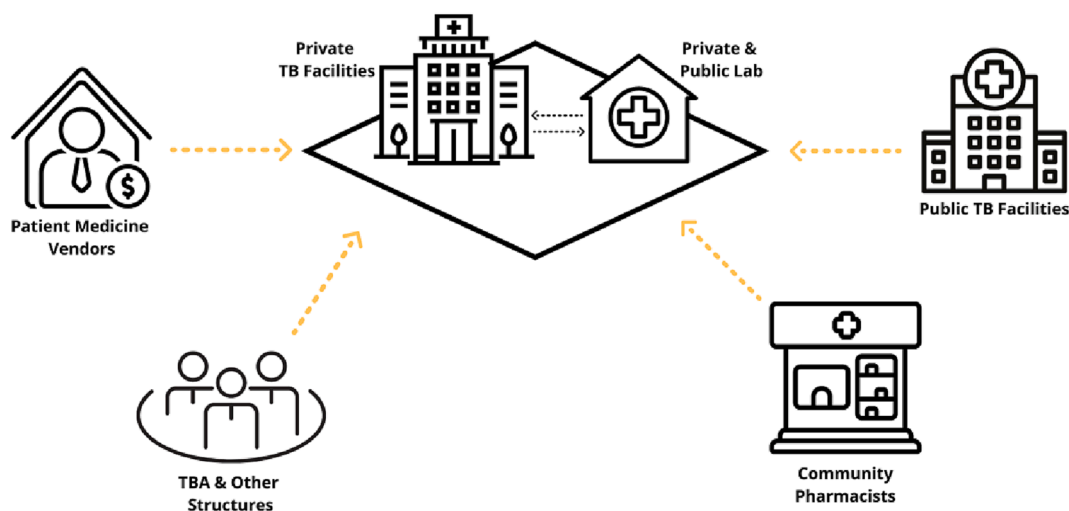 Private
TB Facilities
Private &
Public Lab
Patient Medicine
Vendors
$
Public TB Facilities
TBA & Other
Structures
Community
Pharmacists